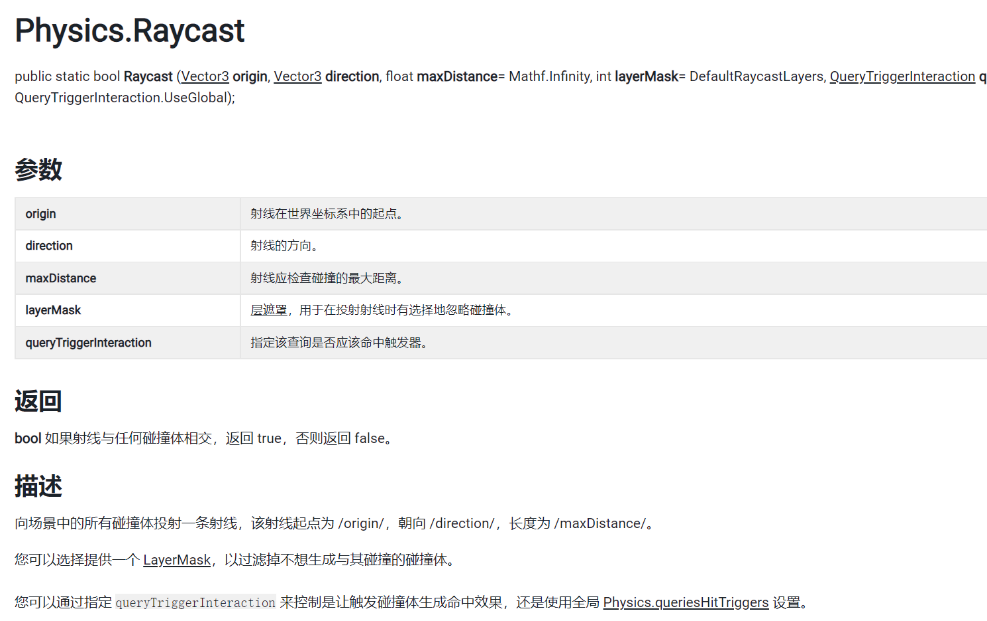 Physics.Raycast
public static bool Raycast (Vector3 origin, Vector3 direction, float maxDistance= Mathf.Infinity, int layerMask= DefaultRaycastLayers, QueryTriggerInteraction q
QueryTriggerInteraction.UseGlobal);
参数
origin 射线在世界坐标系中的起点。
direction 射线的方向。
maxDistance 射线应检查碰撞的最大距离。
layerMask 层遮罩，用于在投射射线时有选择地忽略碰撞体。
queryTriggerInteraction 指定该查询是否应该命中触发器。
返回
bool 如果射线与任何碰撞体相交，返回 true，否则返回 false。
描述
向场景中的所有碰撞体投射一条射线，该射线起点为 /origin/，朝向 /direction/，长度为 /maxDistance/。
您可以选择提供一个 LayerMask，以过滤掉不想生成与其碰撞的碰撞体。
您可以通过指定 queryTriggerInteraction 来控制是让触发碰撞体生成命中效果，还是使用全局 Physics.queriesHitTriggers 设置。